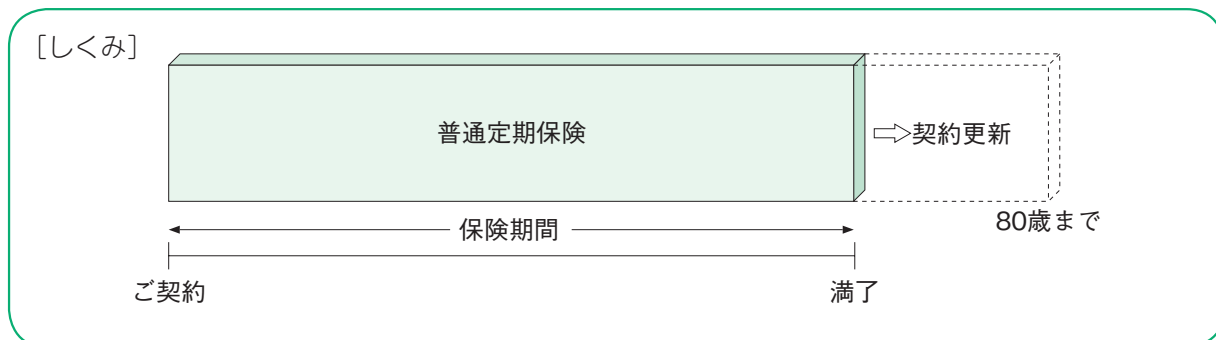 [しくみ]
普通定期保険
⇨契約更新
80歳まで
保険期間
ご契約
満了